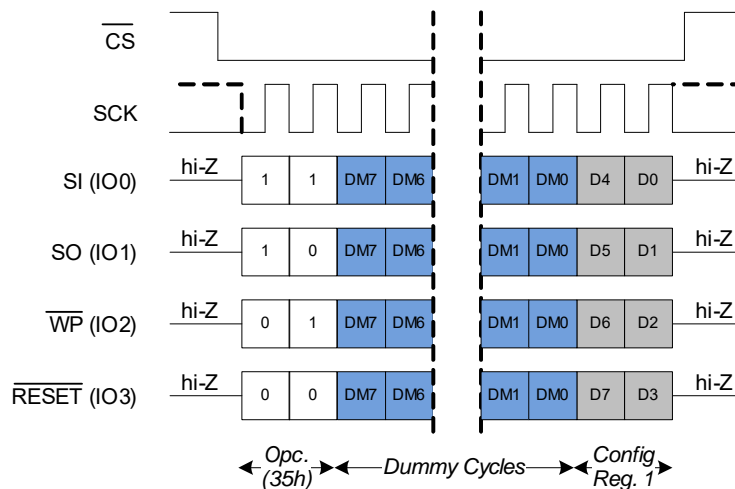 CS
SCK
hi-Z hi-Z
SI (IO0) 1 1 DM7 DM6 DM1 DM0 D4 D0
hi-Z hi-Z
SO (IO1) 1 0 DM7 DM6 DM1 DM0 D5 D1
hi-Z hi-Z
WP (IO2) 0 1 DM7 DM6 DM1 DM0 D6 D2
hi-Z hi-Z
RESET (IO3) 0 0 DM7 DM6 DM1 DM0 D7 D3
Opc. Dummy Cycles Config
(35h) Reg. 1